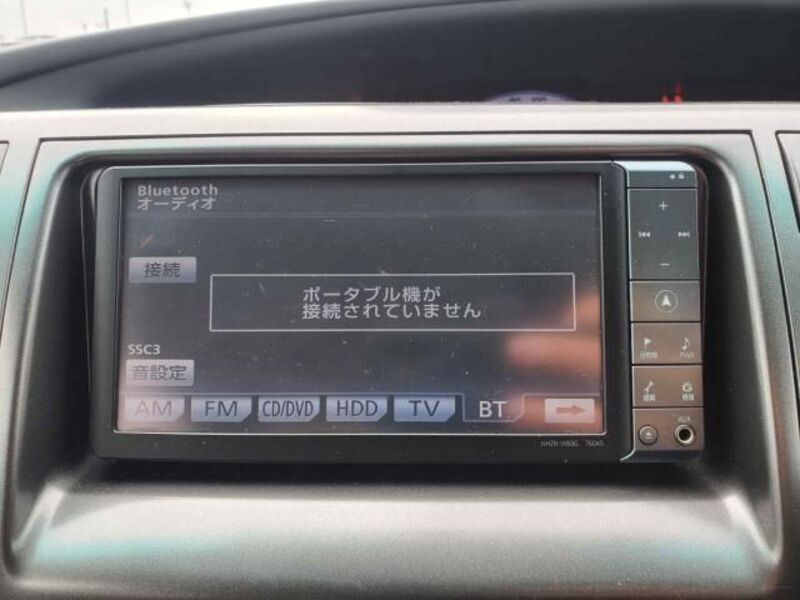 Bluetooth
オーディオ
接続
ポータブル機が
接続されていません
SSC3
音設定
AM
FM
CD/DVD
HDD
TV
BT
AUX